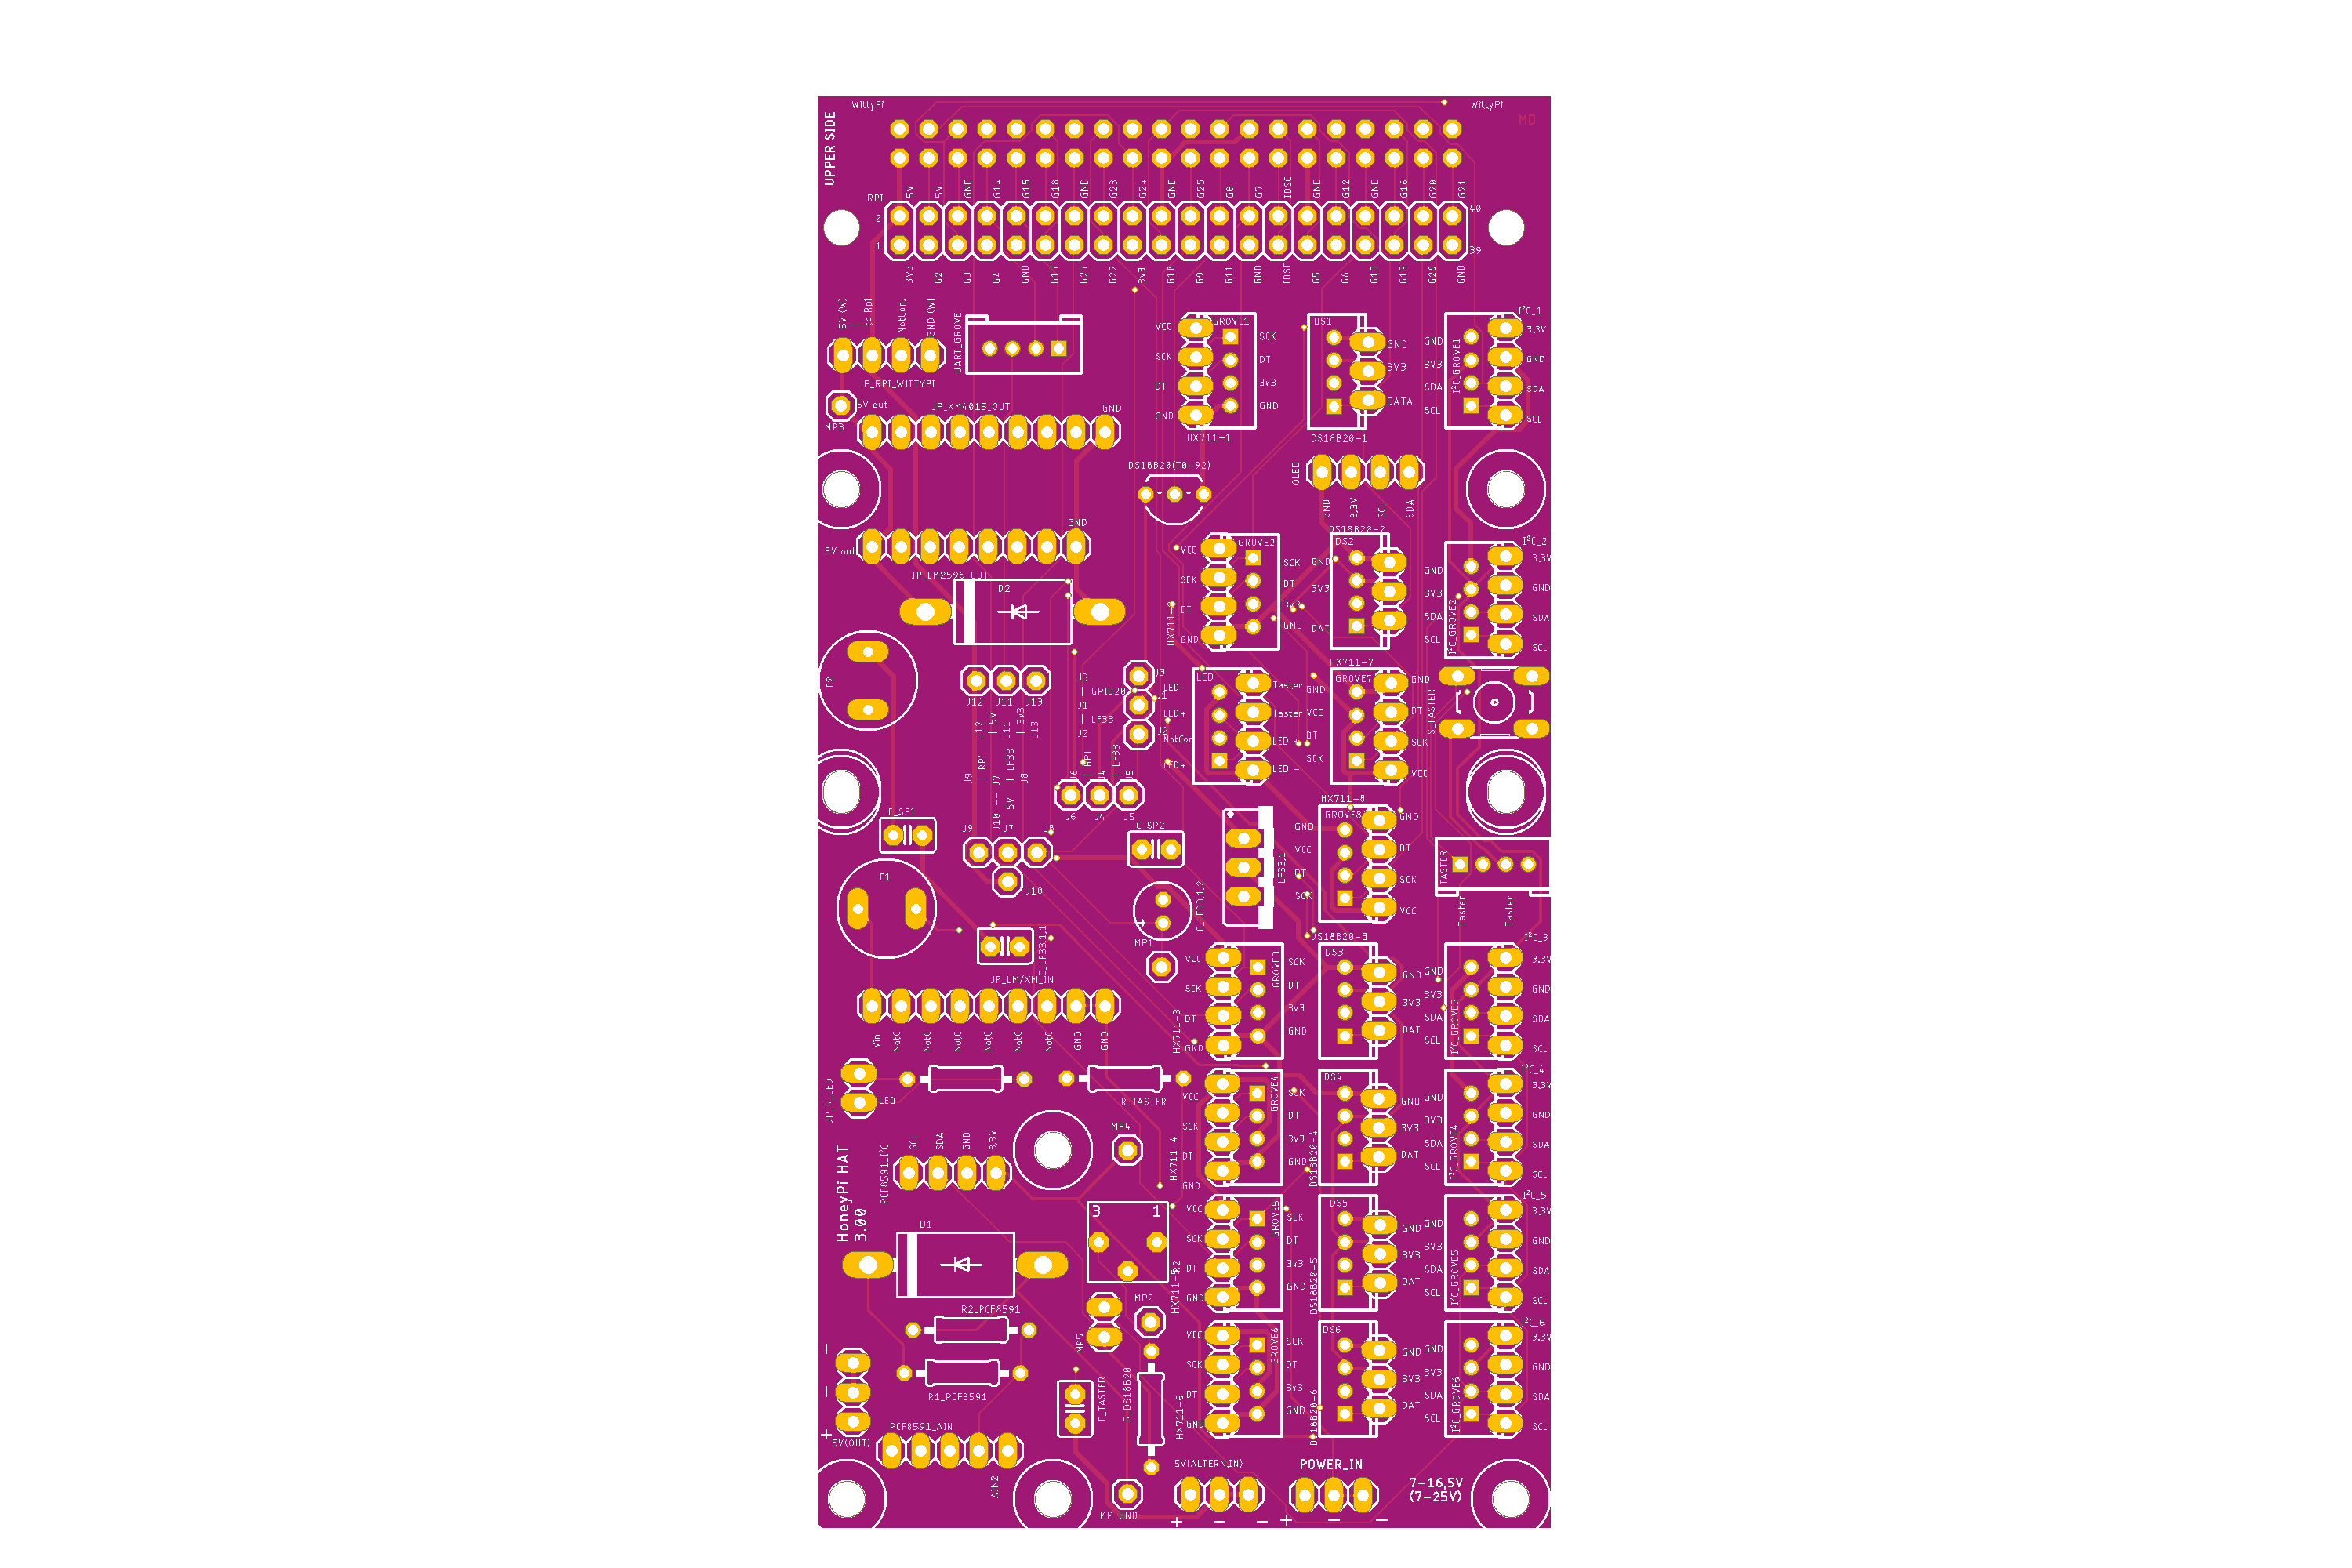 WittyPi
WittyPi
MD
UPPER SIDE
5V
5V
GND
G14
G15
G18
GND
G23
G24
GND
G25
G8
G7
IDSC
GND
G12
GND
G16
G20
G21
RPI
2
1
40
39
3V3
G2
G3
G4
GND
G17
G27
G22
3v3
G10
G9
G11
GND
IDSD
G5
G6
G13
G19
G26
GND
5V (W)
|
to Rpi
NotCon.
GND (W)
JP_RPI_WITTYPI
UART_GROVE
5V out
MP3
JP_XM4015_OUT
GND
VCC
SCK
DT
GND
GROVE1
SCK
DT
3v3
GND
HX711-1
DS1
GND
3V3
DATA
DS18B20-1
I²C_1
GND
3V3
SDA
SCL
I²C_GROVE1
3.3V
GND
SDA
SCL
DS18B20(TO-92)
OLED
GND
3.3V
SCL
SDA
GND
5V out
JP_LM2596_OUT
D2
VCC
SCK
DT
GND
GROVE2
SCK
DT
3v3
GND
DS18B20-2
DS2
GND
3V3
DAT
I²C_2
GND
3V3
SDA
SCL
I²C_GROVE2
3.3V
GND
SDA
SCL
F2
J12
J11
J13
J12
| 5V
J11
| 3v3
J13
J3
|
GPIO20
J1
| LF33
J2
J3
J1
J2
LED-
LED+
NotCon
LED+
LED
Taster
Taster
LED +
LED -
HX711-7
GND
VCC
DT
SCK
GROVE7
GND
DT
SCK
VCC
S_TASTER
J9
| RPi
J10 -- J7
5V
| LF33
J8
J6
| RPI
J4
| LF33
J5
J6
J4
J5
C_SP1
J9
J7
J8
J10
C_SP2
LF33.1
HX711-8
GND
VCC
DT
SCK
GROVE8
GND
DT
SCK
VCC
TASTER
Taster
Taster
F1
C_LF33.1.2
+
MP1
C_LF33.1.1
JP_LM/XM_IN
Vin
NotC
NotC
NotC
NotC
NotC
NotC
GND
GND
VCC
SCK
DT
GND
HX711-3
GROVE3
SCK
DT
3v3
GND
DS18B20-3
DS3
GND
3V3
DAT
I²C_3
GND
3V3
SDA
SCL
I²C_GROVE3
3.3V
GND
SDA
SCL
JP_R_LED
LED
R_TASTER
VCC
SCK
DT
GND
HX711-4
GROVE4
SCK
DT
3v3
GND
DS18B20-4
DS4
GND
3V3
DAT
I²C_4
GND
3V3
SDA
SCL
I²C_GROVE4
3.3V
GND
SDA
SCL
MP4
PCF8591_I²C
SCL
SDA
GND
3.3V
HoneyPi HAT
3.00
D1
3
1
R2
VCC
SCK
DT
GND
GROVE5
SCK
DT
3v3
GND
DS18B20-5
DS5
GND
3V3
DAT
I²C_5
GND
3V3
SDA
SCL
I²C_GROVE5
3.3V
GND
SDA
SCL
R2_PCF8591
R1_PCF8591
MP5
MP2
C_TASTER
R_DS18B20
VCC
SCK
DT
GND
HX711-6
GROVE6
SCK
DT
3v3
GND
DS18B20-6
DS6
GND
3V3
DAT
I²C_6
GND
3V3
SDA
SCL
I²C_GROVE6
3.3V
GND
SDA
SCL
-
-
+
5V(OUT)
PCF8591_AIN
AIN2
MP_GND
5V(ALTERN.IN)
+ - -
POWER_IN
+ - -
7-16,5V
(7-25V)